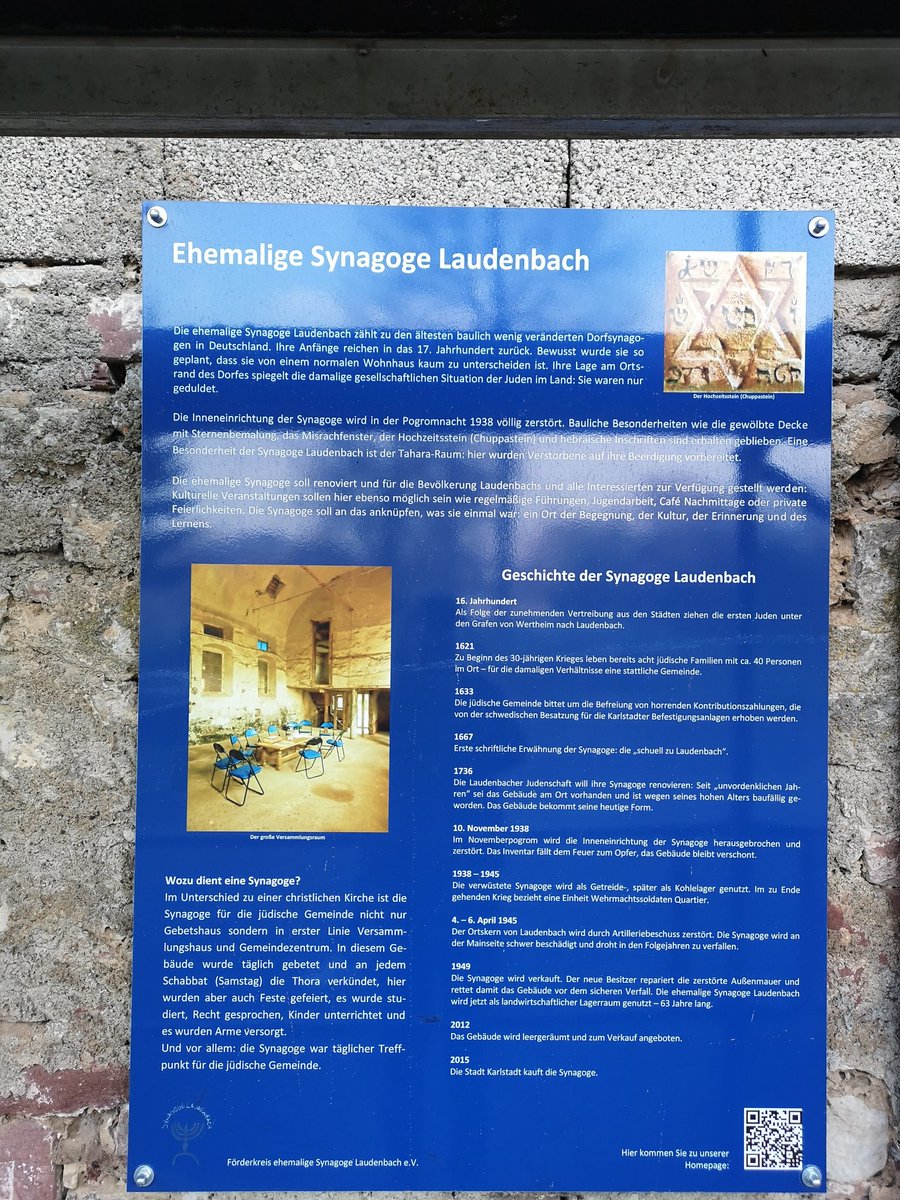 Ehemalige Synagoge Laudenbach
Die ehemalige Synagoge Laudenbach zählt zu den ältesten baulich wenig veränderten Dorfsynago-
gen in Deutschland. Ihre Anfänge reichen in das 17. Jahrhundert zurück. Bewusst wurde sie so
geplant, dass sie von einem normalen Wohnhaus kaum zu unterscheiden ist. Ihre Lage am Orts-
rand des Dorfes spiegelt die damalige gesellschaftlichen Situation der Juden im Land: Sie waren nur
geduldet.
Der Hochzeitsstein (Chuppastein)
Die Inneneinrichtung der Synagoge wird in der Pogromnacht 1938 völlig zerstört. Bauliche Besonderheiten wie die gewölbte Decke
mit Sternenbemalung, das Misrachfenster, der Hochzeitsstein (Chuppastein) und hebräische Inschriften sind erhalten geblieben. Eine
Besonderheit der Synagoge Laudenbach ist der Tahara-Raum: hier wurden Verstorbene auf ihre Beerdigung vorbereitet.
Die ehemalige Synagoge soll renoviert und für die Bevölkerung Laudenbachs und alle Interessierten zur Verfügung gestellt werden:
Kulturelle Veranstaltungen sollen hier ebenso möglich sein wie regelmäßige Führungen, Jugendarbeit, Café Nachmittage oder private
Feierlichkeiten. Die Synagoge soll an das anknüpfen, was sie einmal war: ein Ort der Begegnung, der Kultur, der Erinnerung und des
Lernens.
Der große Versammlungsraum
Wozu dient eine Synagoge?
Im Unterschied zu einer christlichen Kirche ist die
Synagoge für die jüdische Gemeinde nicht nur
Gebetshaus sondern in erster Linie Versamm-
lungshaus und Gemeindezentrum. In diesem Ge-
bäude wurde täglich gebetet und an jedem
Schabbat (Samstag) die Thora verkündet, hier
wurden aber auch Feste gefeiert, es wurde stu-
diert, Recht gesprochen, Kinder unterrichtet und
es wurden Arme versorgt.
Und vor allem: die Synagoge war täglicher Treff-
punkt für die jüdische Gemeinde.
Geschichte der Synagoge Laudenbach
16. Jahrhundert
Als Folge der zunehmenden Vertreibung aus den Städten ziehen die ersten Juden unter
den Grafen von Wertheim nach Laudenbach.
1621
Zu Beginn des 30-jährigen Krieges leben bereits acht jüdische Familien mit ca. 40 Personen
im Ort – für die damaligen Verhältnisse eine stattliche Gemeinde.
1633
Die jüdische Gemeinde bittet um die Befreiung von horrenden Kontributionszahlungen, die
von der schwedischen Besatzung für die Karlstadter Befestigungsanlagen erhoben werden.
1667
Erste schriftliche Erwähnung der Synagoge: die „schuell zu Laudenbach“.
1736
Die Laudenbacher Judenschaft will ihre Synagoge renovieren: Seit „unvordenklichen Jah-
ren“ sei das Gebäude am Ort vorhanden und ist wegen seines hohen Alters baufällig ge-
worden. Das Gebäude bekommt seine heutige Form.
10. November 1938
Im Novemberpogrom wird die Inneneinrichtung der Synagoge herausgebrochen und
zerstört. Das Inventar fällt dem Feuer zum Opfer, das Gebäude bleibt verschont.
1938 – 1945
Die verwüstete Synagoge wird als Getreide-, später als Kohlelager genutzt. Im zu Ende
gehenden Krieg bezieht eine Einheit Wehrmachtssoldaten Quartier.
4. – 6. April 1945
Der Ortskern von Laudenbach wird durch Artilleriebeschuss zerstört. Die Synagoge wird an
der Mainseite schwer beschädigt und droht in den Folgejahren zu verfallen.
1949
Die Synagoge wird verkauft. Der neue Besitzer repariert die zerstörte Außenmauer und
rettet damit das Gebäude vor dem sicheren Verfall. Die ehemalige Synagoge Laudenbach
wird jetzt als landwirtschaftlicher Lagerraum genutzt – 63 Jahre lang.
2012
Das Gebäude wird leergeräumt und zum Verkauf angeboten.
2015
Die Stadt Karlstadt kauft die Synagoge.
SYNAGOGE LAUDENBACH
Förderkreis ehemalige Synagoge Laudenbach e.V.
Hier kommen Sie zu unserer
Homepage: